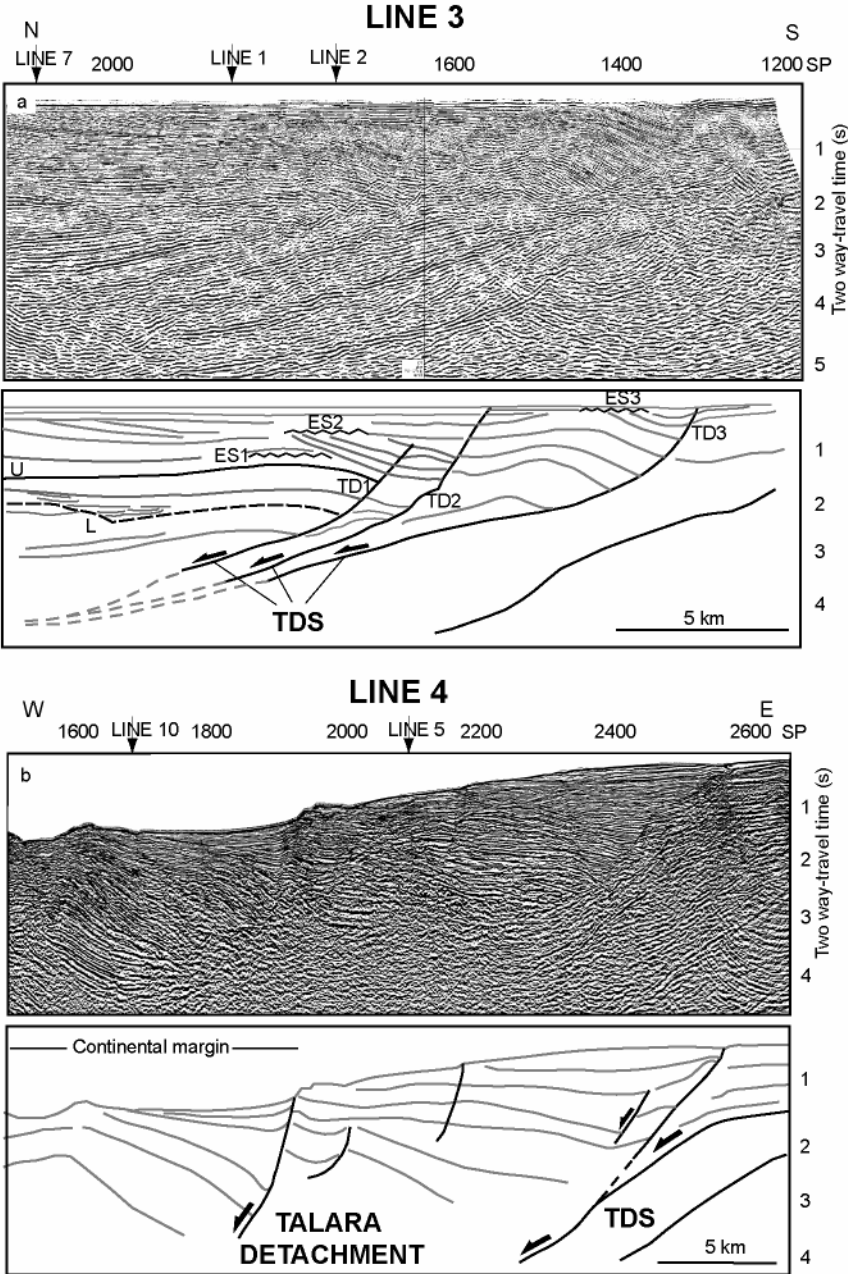 LINE 3
N S
LINE 7 2000 LINE 1 LINE 2 1600 1400 1200 SP
a
1
2
3
4
5
Two way-travel time (s)
ES3
ES2
ES1
TD3
U
TD1
TD2
L
TDS
1
2
3
4
5 km
LINE 4
W E
1600 LINE 10 1800 2000 LINE 5 2200 2400 2600 SP
b
1
2
3
4
Two way-travel time (s)
Continental margin
1
2
3
4
TALARA
DETACHMENT
TDS
5 km